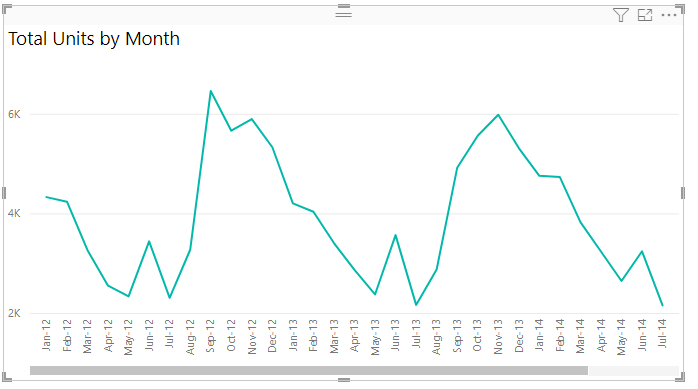 Total Units by Month
6K
4K
2K
Jan-12
Feb-12
Mar-12
Apr-12
May-12
Jun-12
Jul-12
Aug-12
Sep-12
Oct-12
Nov-12
Dec-12
Jan-13
Feb-13
Mar-13
Apr-13
May-13
Jun-13
Jul-13
Aug-13
Sep-13
Oct-13
Nov-13
Dec-13
Jan-14
Feb-14
Mar-14
Apr-14
May-14
Jun-14
Jul-14